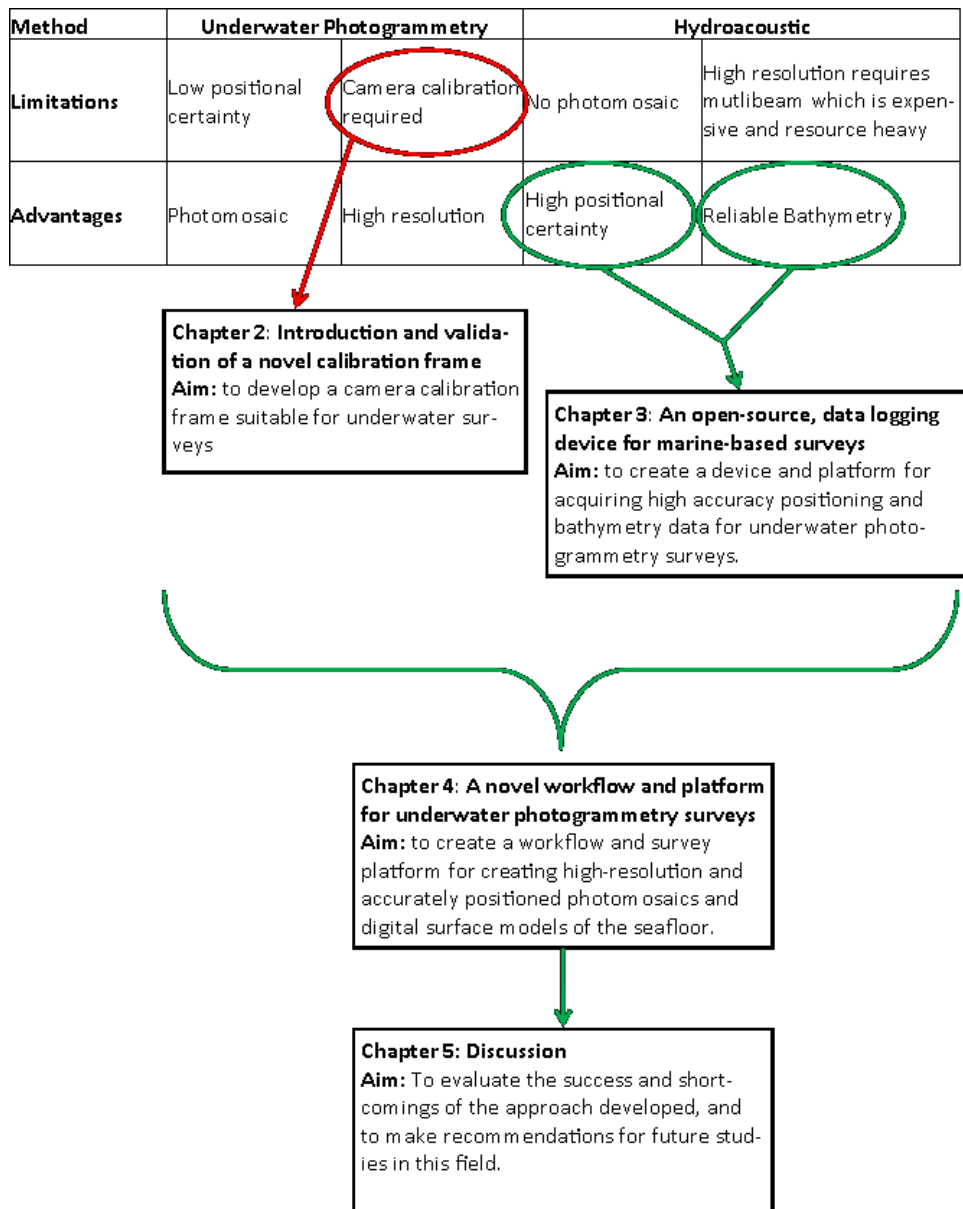 Method Underwater Photogrammetry Hydroacoustic
Limitations
Low positional
certainty
Camera calibration
required
No photomosaic
High resolution requires
mutlibeam which is expen-
sive and resource heavy
Advantages
Photomosaic
High resolution
High positional
certainty
Reliable Bathymetry
Chapter 2: Introduction and valida-
tion of a novel calibration frame
Aim: to develop a camera calibration
frame suitable for underwater sur-
veys
Chapter 3: An open-source, data logging
device for marine-based surveys
Aim: to create a device and platform for
acquiring high accuracy positioning and
bathymetry data for underwater photo-
grammetry surveys.
Chapter 4: A novel workflow and platform
for underwater photogrammetry surveys
Aim: to create a workflow and survey
platform for creating high-resolution and
accurately positioned photomosaics and
digital surface models of the seafloor.
Chapter 5: Discussion
Aim: To evaluate the success and short-
comings of the approach developed, and
to make recommendations for future stud-
ies in this field.